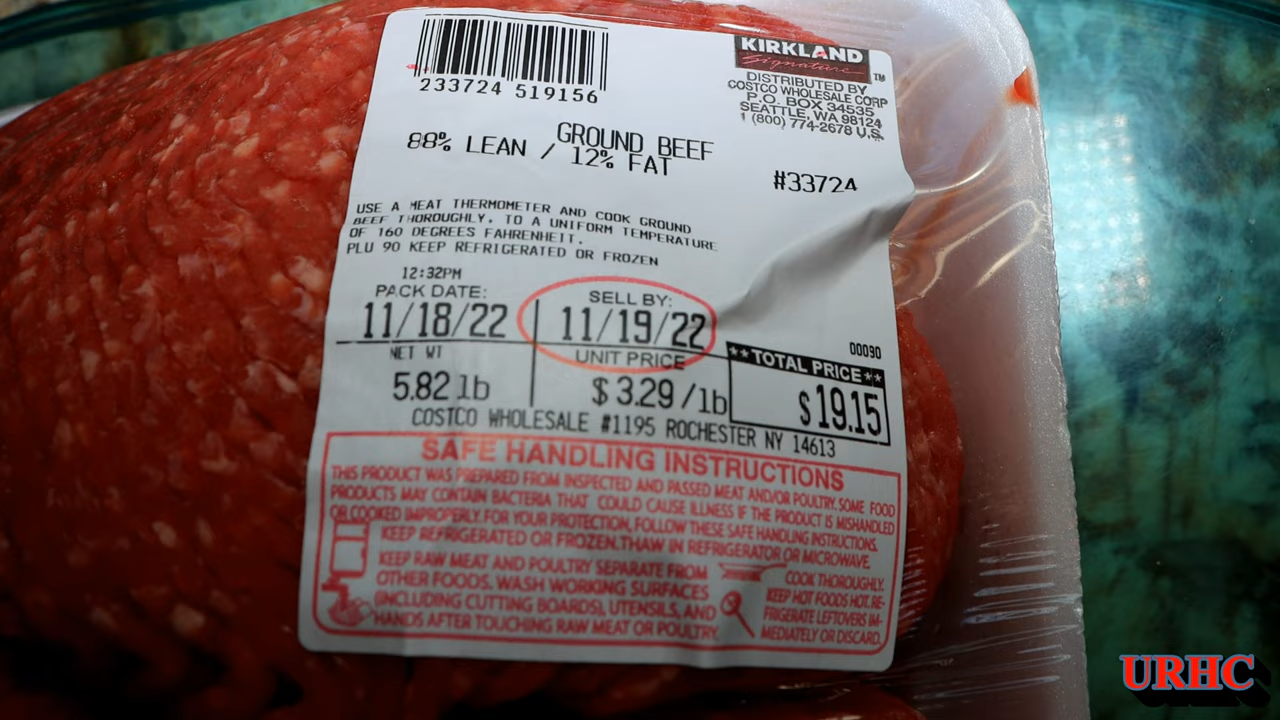 233724 519156
KIRKLAND
Signature
TM
DISTRIBUTED BY
COSTCO WHOLESALE CORP
P.O. BOX 34535
SEATTLE, WA 98124
1 (800) 774-2678 U.S.
GROUND BEEF
88% LEAN / 12% FAT
#33724
USE A MEAT THERMOMETER AND COOK GROUND
BEEF THOROUGHLY. TO A UNIFORM TEMPERATURE
OF 160 DEGREES FAHRENHEIT.
PLU 90 KEEP REFRIGERATED OR FROZEN
12:32PM
PACK DATE:
11/18/22
SELL BY:
11/19/22
NET WT
5.82 lb
UNIT PRICE
$3.29/lb
00090
**TOTAL PRICE**
$19.15
COSTCO WHOLESALE #1195 ROCHESTER NY 14613
SAFE HANDLING INSTRUCTIONS
THIS PRODUCT WAS PREPARED FROM INSPECTED AND PASSED MEAT AND/OR POULTRY. SOME FOOD
PRODUCTS MAY CONTAIN BACTERIA THAT COULD CAUSE ILLNESS IF THE PRODUCT IS MISHANDLED
OR COOKED IMPROPERLY. FOR YOUR PROTECTION, FOLLOW THESE SAFE HANDLING INSTRUCTIONS.
KEEP REFRIGERATED OR FROZEN. THAW IN REFRIGERATOR OR MICROWAVE.
KEEP RAW MEAT AND POULTRY SEPARATE FROM
OTHER FOODS. WASH WORKING SURFACES
(INCLUDING CUTTING BOARDS), UTENSILS, AND
HANDS AFTER TOUCHING RAW MEAT OR POULTRY.
COOK THOROUGHLY.
KEEP HOT FOODS HOT. RE-
FRIGERATE LEFTOVERS IM-
MEDIATELY OR DISCARD.
URHC